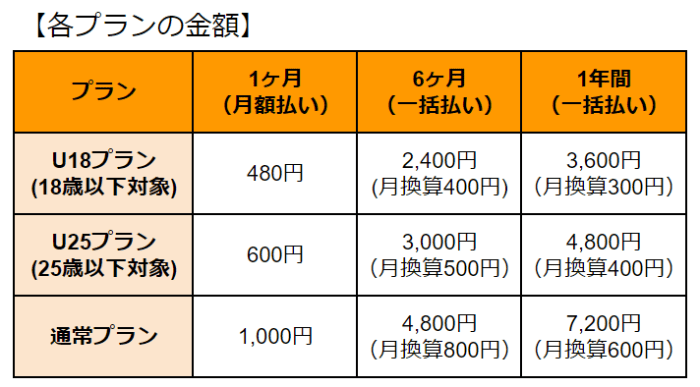 【各プランの金額】
プラン
1ヶ月
（月額払い）
6ヶ月
（一括払い）
1年間
（一括払い）
U18プラン
(18歳以下対象)
480円
2,400円
(月換算400円)
3,600円
（月換算300円）
U25プラン
(25歳以下対象)
600円
3,000円
（月換算500円）
4,800円
（月換算400円）
通常プラン
1,000円
4,800円
（月換算800円）
7,200円
（月換算600円）